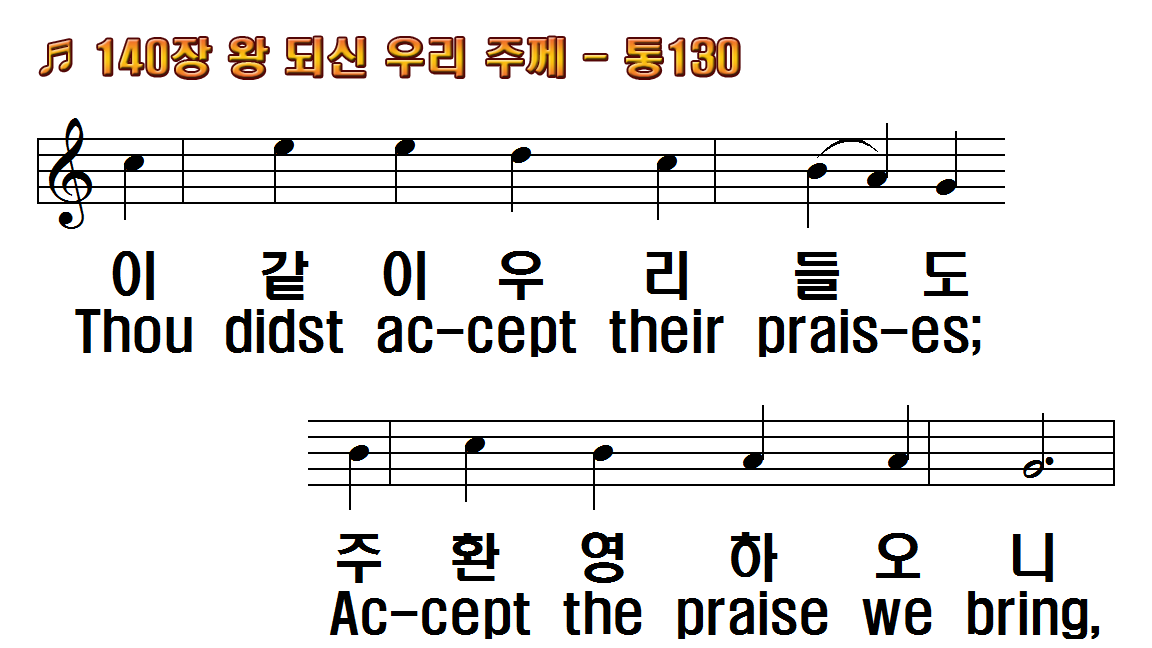 140장 왕 되신 우리 주께 - 통130
이 같 이 우 리 들 도
Thou didst ac-cept their prais-es;
주 환 영 하 오 니
Ac-cept the praise we bring,